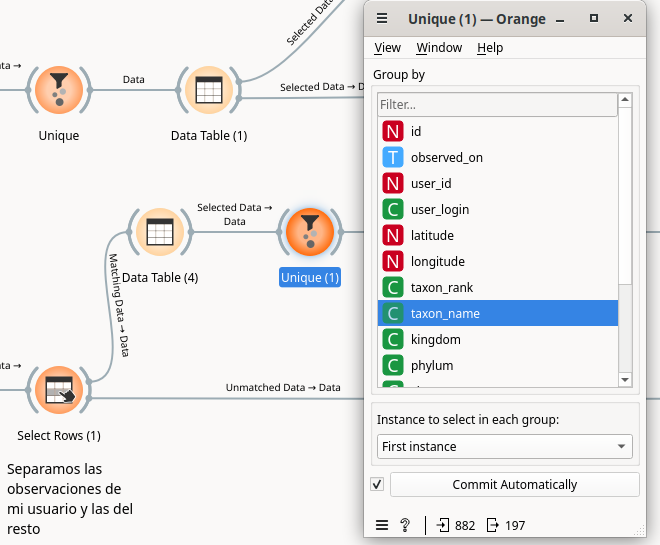 ata →
Data
Selected Data
Selected Data → D
Unique
Data Table (1)
Selected Data →
Data
Data Table (4)
Unique (1)
Matching Data → Data
ata →
Unmatched Data → Data
Select Rows (1)
Separamos las
observaciones de
mi usuario y las del
resto
Unique (1) — Orange
View Window Help
Group by
Filter...
N id
T observed_on
N user_id
C user_login
N latitude
N longitude
C taxon_rank
C taxon_name
C kingdom
C phylum
Instance to select in each group:
First instance
Commit Automatically
? 882 197